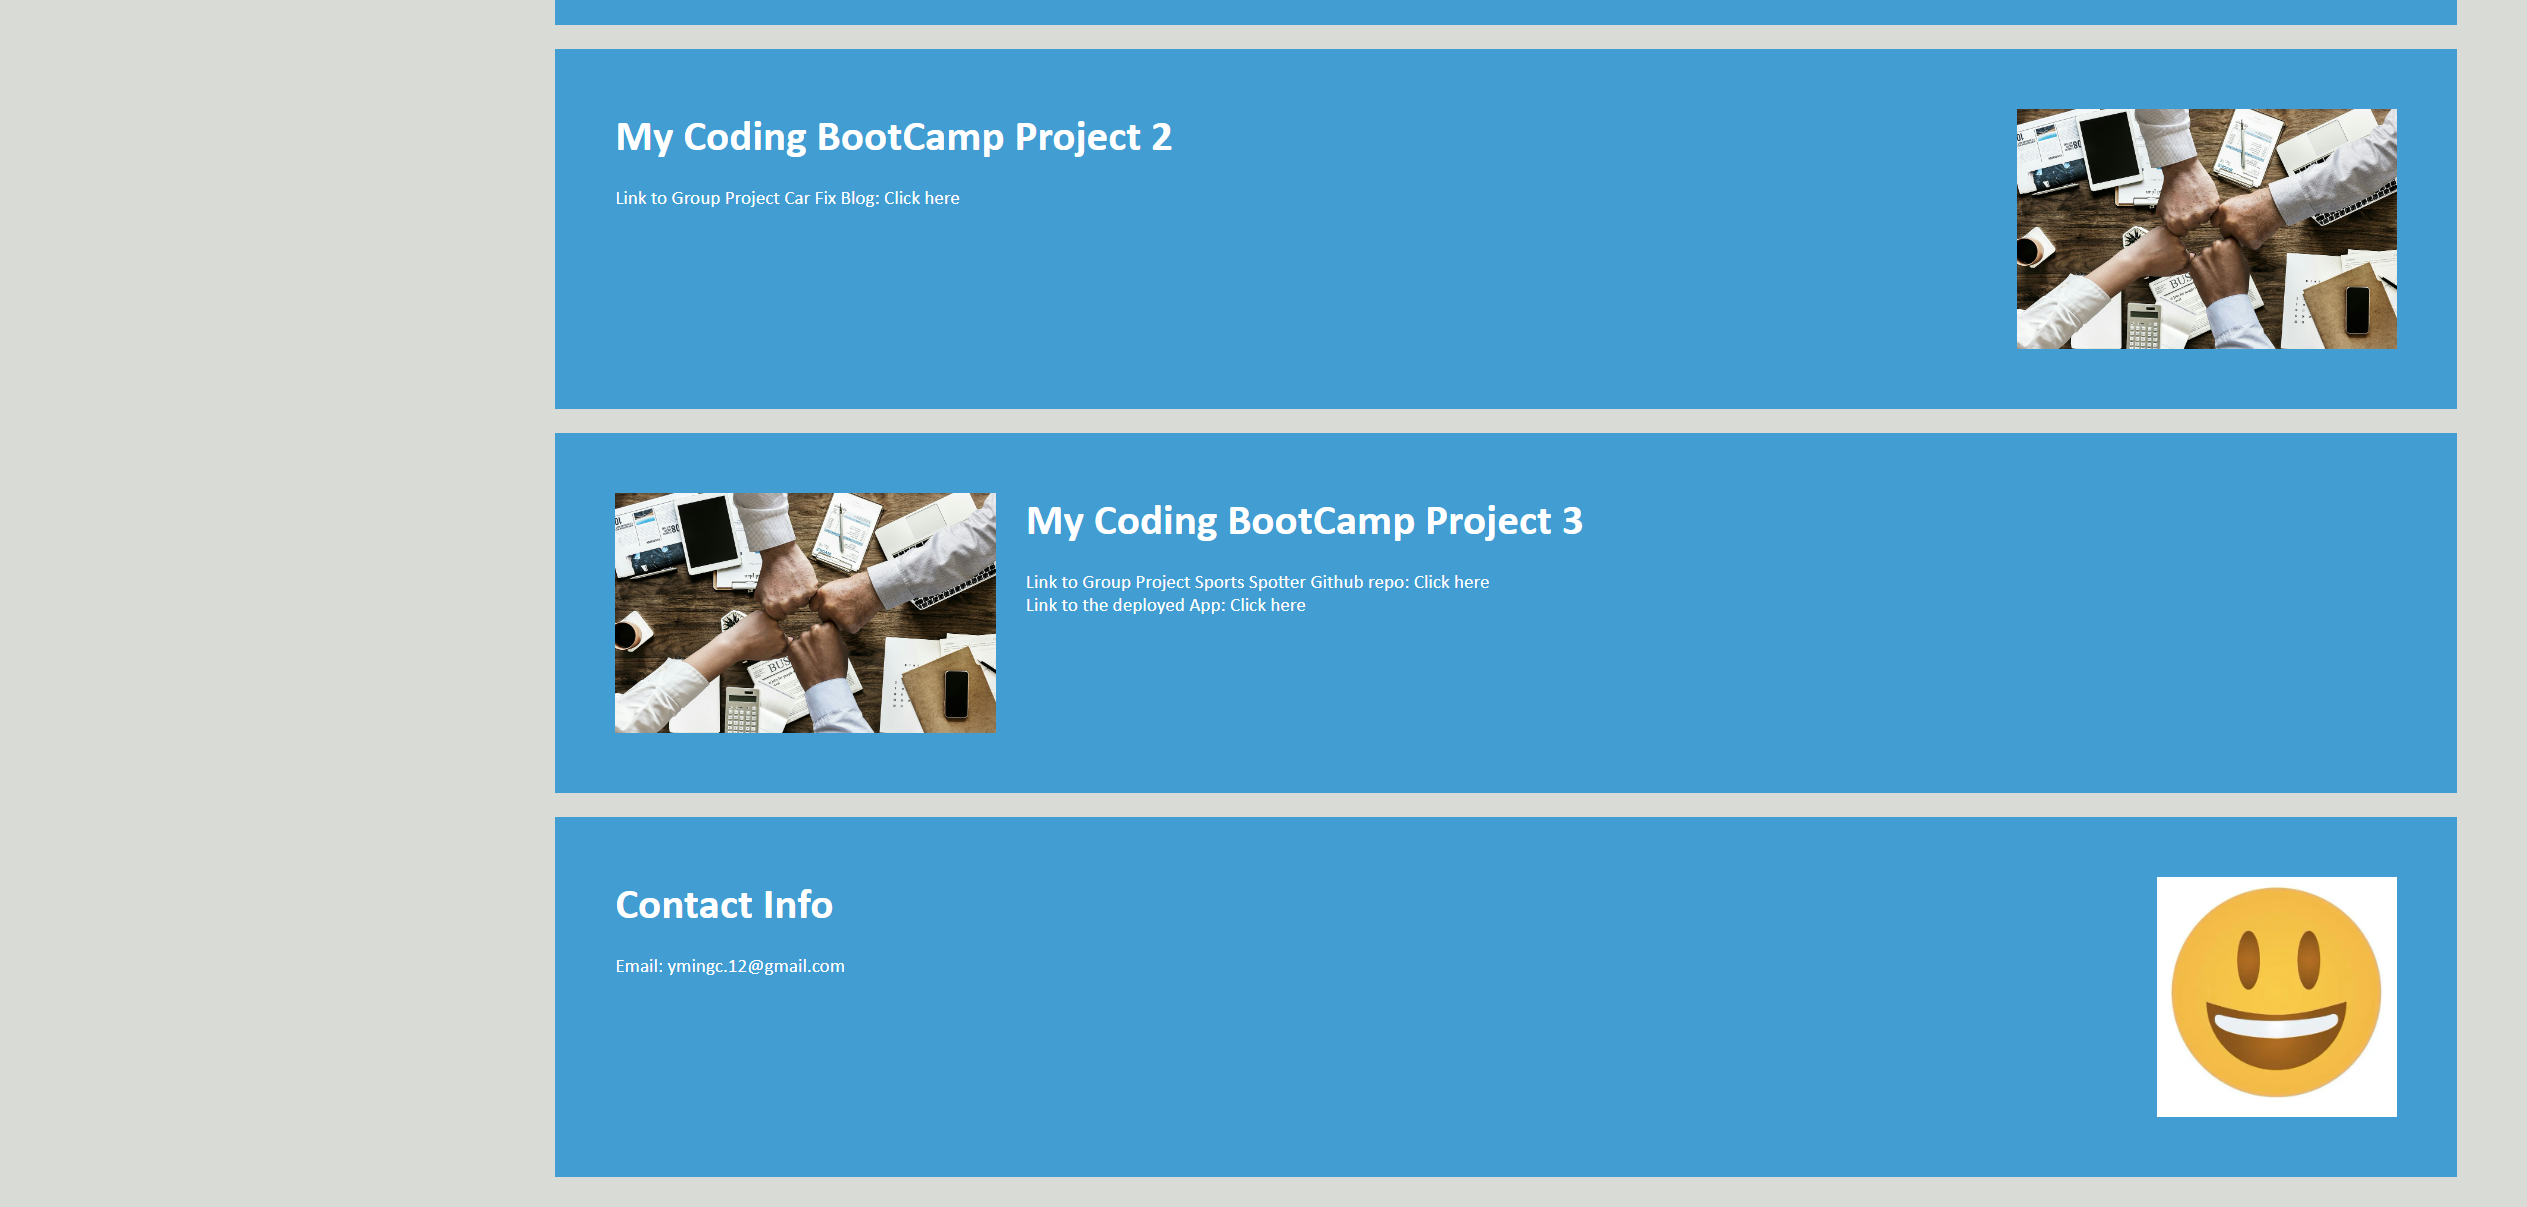 My Coding BootCamp Project 2
Link to Group Project Car Fix Blog: Click here
BUS
My Coding BootCamp Project 3
Link to Group Project Sports Spotter Github repo: Click here
Link to the deployed App: Click here
BUS
Contact Info
Email: ymingc.12@gmail.com